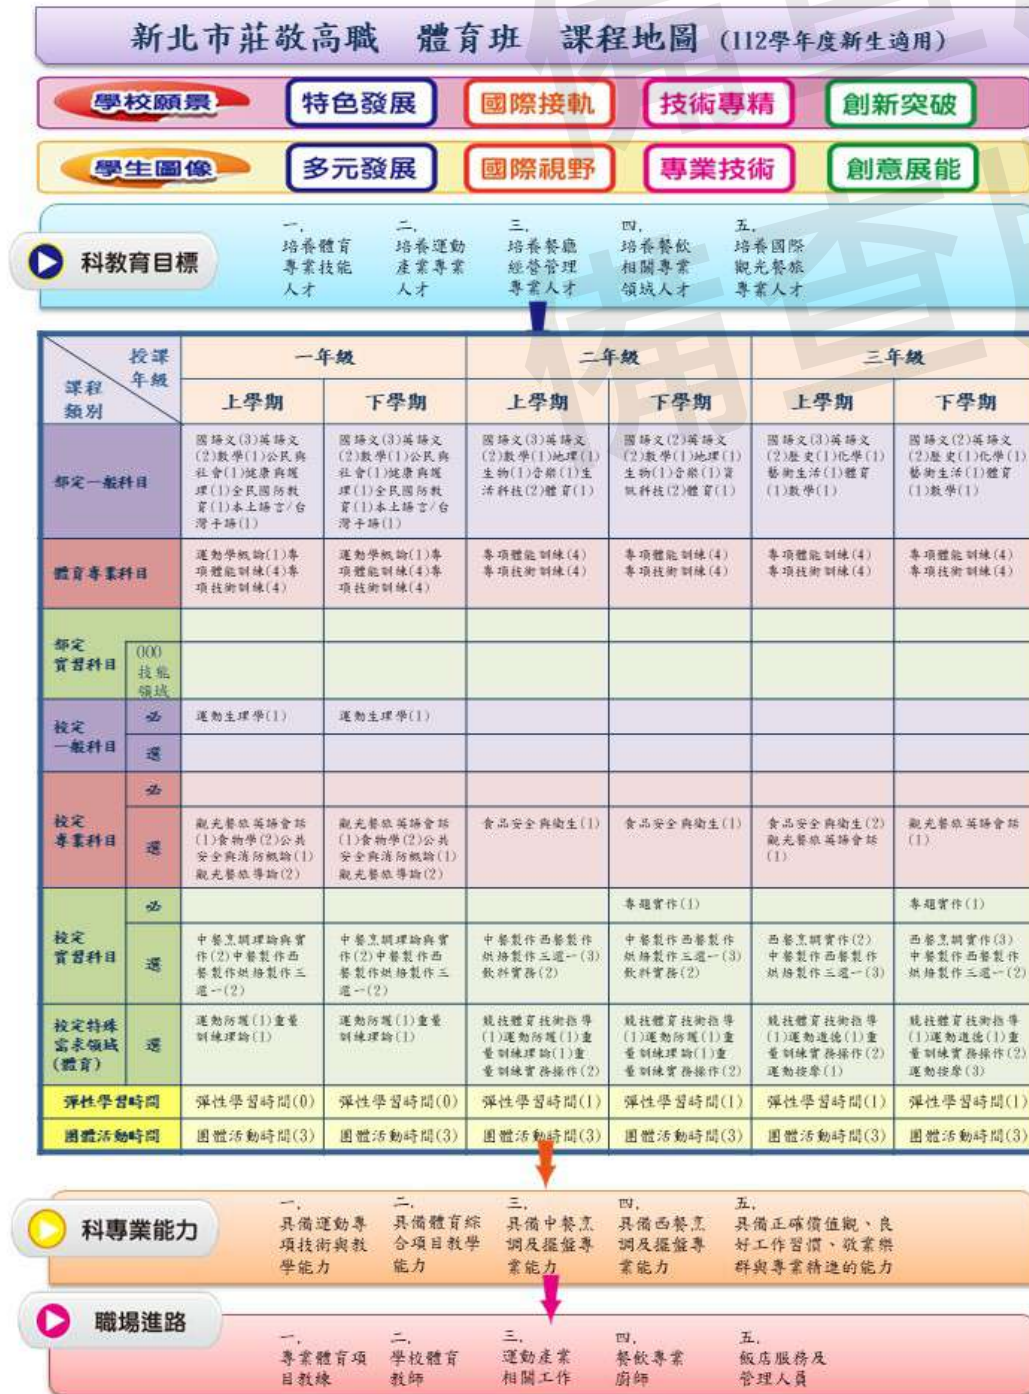 新北市莊敬高職 體育班 課程地圖 (112學年度新生適用)
學校願景 特色發展 國際接軌 技術專精 創新突破
學生圖像 多元發展 國際視野 專業技術 創意展能
科教育目標
一. 培養體育專業技能人才
二. 培養運動產業專業人才
三. 培養餐廳經營管理專業人才
四. 培養餐飲相關專業領域人才
五. 培養國際觀光餐旅專業人才
授課年級
課程類別
一年級 二年級 三年級
上學期 下學期 上學期 下學期 上學期 下學期
部定一般科目
國語文(3)英語文
(2)數學(1)公民與
社會(1)健康與護
理(1)全民國防教
育(1)本土語言/台
灣手語(1)
國語文(3)英語文
(2)數學(1)公民與
社會(1)健康與護
理(1)全民國防教
育(1)本土語言/台
灣手語(1)
國語文(3)英語文
(2)數學(1)地理(1)
生物(1)音樂(1)生
活科技(2)體育(1)
國語文(2)英語文
(2)數學(1)地理(1)
生物(1)音樂(1)資
訊科技(2)體育(1)
國語文(3)英語文
(2)歷史(1)化學(1)
藝術生活(1)體育
(1)數學(1)
國語文(2)英語文
(2)歷史(1)化學(1)
藝術生活(1)體育
(1)數學(1)
體育專業科目
運動學概論(1)專
項體能訓練(4)專
項技術訓練(4)
運動學概論(1)專
項體能訓練(4)專
項技術訓練(4)
專項體能訓練(4)
專項技術訓練(4)
專項體能訓練(4)
專項技術訓練(4)
專項體能訓練(4)
專項技術訓練(4)
專項體能訓練(4)
專項技術訓練(4)
部定
實習科目
000
技能
領域
校定
一般科目
必
運動生理學(1)
運動生理學(1)
選
校定
專業科目
必
選
觀光餐旅英語會話
(1)食物學(2)公共
安全與消防概論(1)
觀光餐旅導論(2)
觀光餐旅英語會話
(1)食物學(2)公共
安全與消防概論(1)
觀光餐旅導論(2)
食品安全與衛生(1)
食品安全與衛生(1)
食品安全與衛生(2)
觀光餐旅英語會話
(1)
觀光餐旅英語會話
(1)
校定
實習科目
必
專題實作(1)
專題實作(1)
選
中餐烹調理論與實
作(2)中餐製作西
餐製作烘焙製作三
選一(2)
中餐烹調理論與實
作(2)中餐製作西
餐製作烘焙製作三
選一(2)
中餐製作西餐製作
烘焙製作三選一(3)
飲料實務(2)
中餐製作西餐製作
烘焙製作三選一(3)
飲料實務(2)
西餐烹調實作(2)
中餐製作西餐製作
烘焙製作三選一(3)
西餐烹調實作(3)
中餐製作西餐製作
烘焙製作三選一(2)
校定特殊
需求領域
(體育)
選
運動防護(1)重量
訓練理論(1)
運動防護(1)重量
訓練理論(1)
競技體育技術指導
(1)運動防護(1)重
量訓練理論(1)重
量訓練實務操作(2)
競技體育技術指導
(1)運動防護(1)重
量訓練理論(1)重
量訓練實務操作(2)
競技體育技術指導
(1)運動道德(1)重
量訓練實務操作(2)
運動按摩(1)
競技體育技術指導
(1)運動道德(1)重
量訓練實務操作(2)
運動按摩(3)
彈性學習時間 彈性學習時間(0) 彈性學習時間(0) 彈性學習時間(1) 彈性學習時間(1) 彈性學習時間(1) 彈性學習時間(1)
團體活動時間 團體活動時間(3) 團體活動時間(3) 團體活動時間(3) 團體活動時間(3) 團體活動時間(3) 團體活動時間(3)
科專業能力
一. 具備運動專項技術與教學能力
二. 具備體育綜合項目教學能力
三. 具備中餐烹調及擺盤專業能力
四. 具備西餐烹調及擺盤專業能力
五. 具備正確價值觀、良好工作習慣、敬業樂群與專業精進的能力
職場進路
一. 專業體育項目教練
二. 學校體育教師
三. 運動產業相關工作
四. 餐飲專業廚師
五. 飯店服務及管理人員
備查
備查